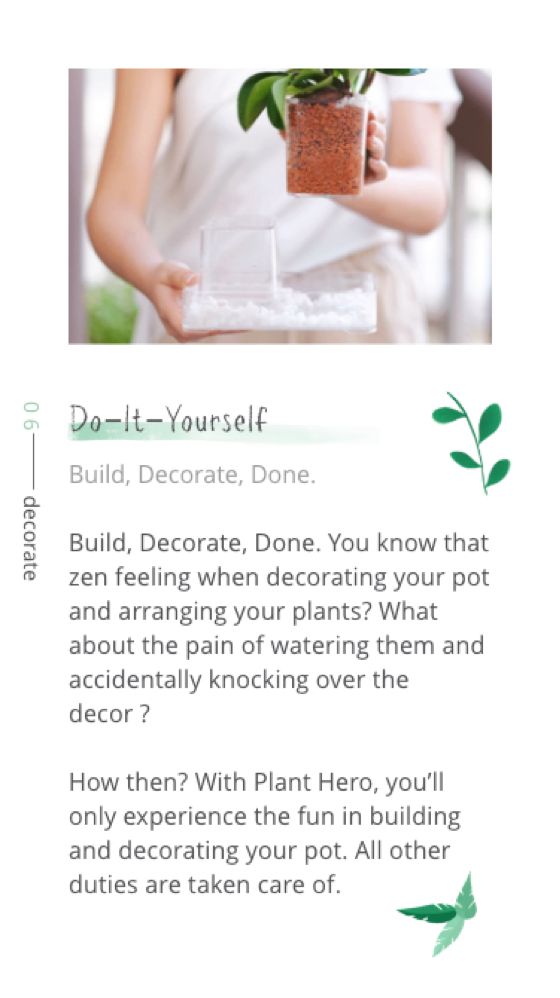 06
decorate
Do-It-Yourself
Build, Decorate, Done.
Build, Decorate, Done. You know that
zen feeling when decorating your pot
and arranging your plants? What
about the pain of watering them and
accidentally knocking over the
decor ?
How then? With Plant Hero, you’ll
only experience the fun in building
and decorating your pot. All other
duties are taken care of.